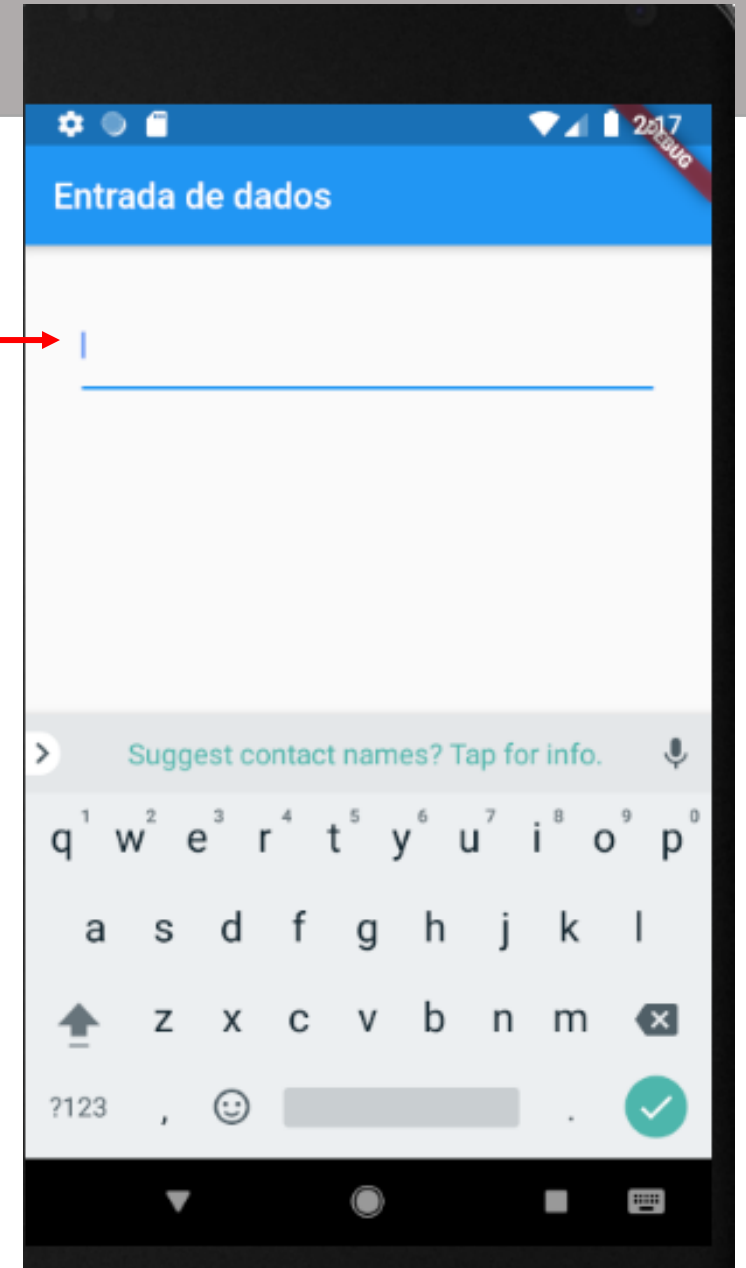 2:17
DEBUG
Entrada de dados
Suggest contact names? Tap for info.
q 1 w 2 e 3 r 4 t 5 y 6 u 7 i 8 o 9 p 0
a s d f g h j k l
z x c v b n m
?123 , .